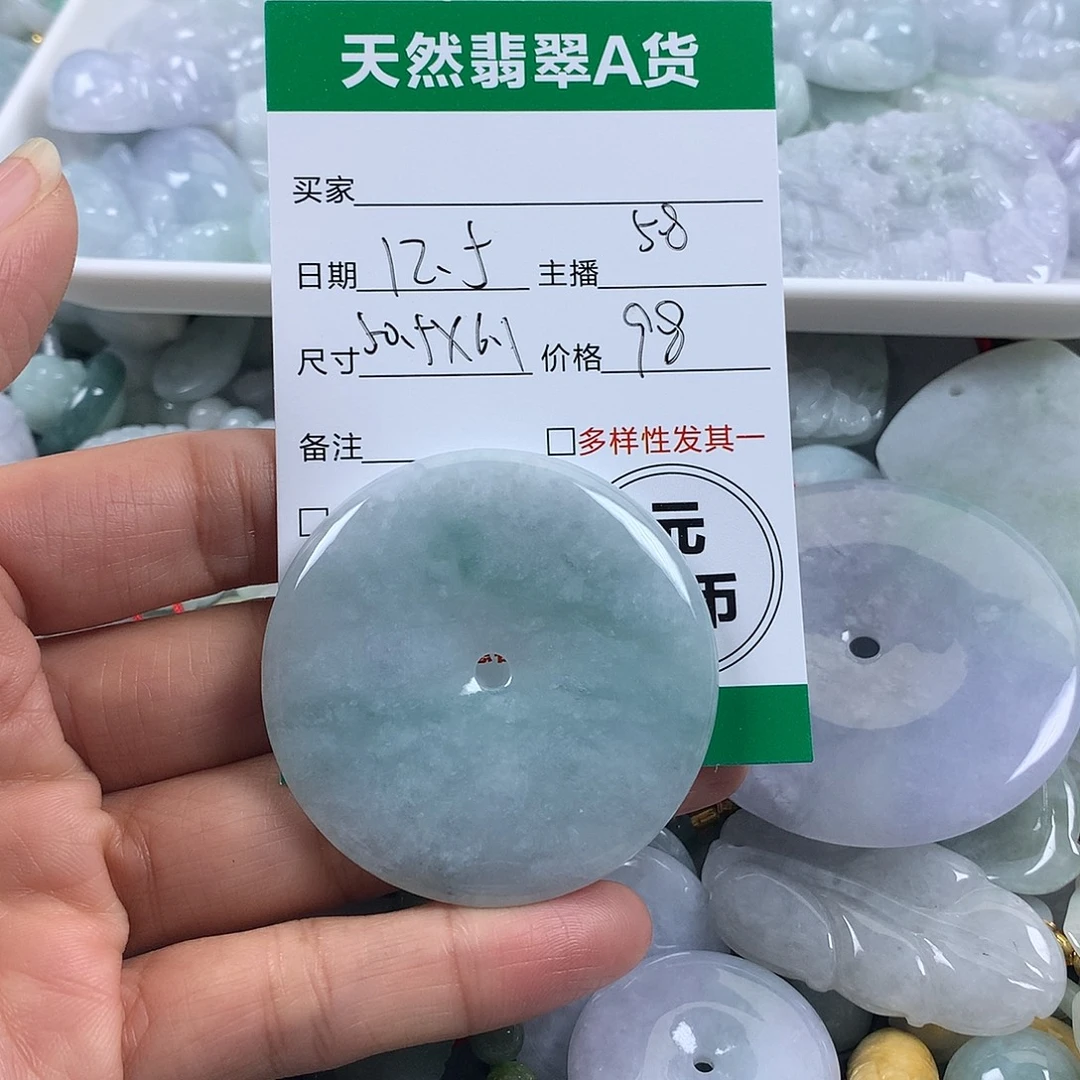 天然翡翠A货
买家
58
日期 12.5 主播
尺寸 50.5X6.1 价格 98
备注 □多样性发其一
□
元
币